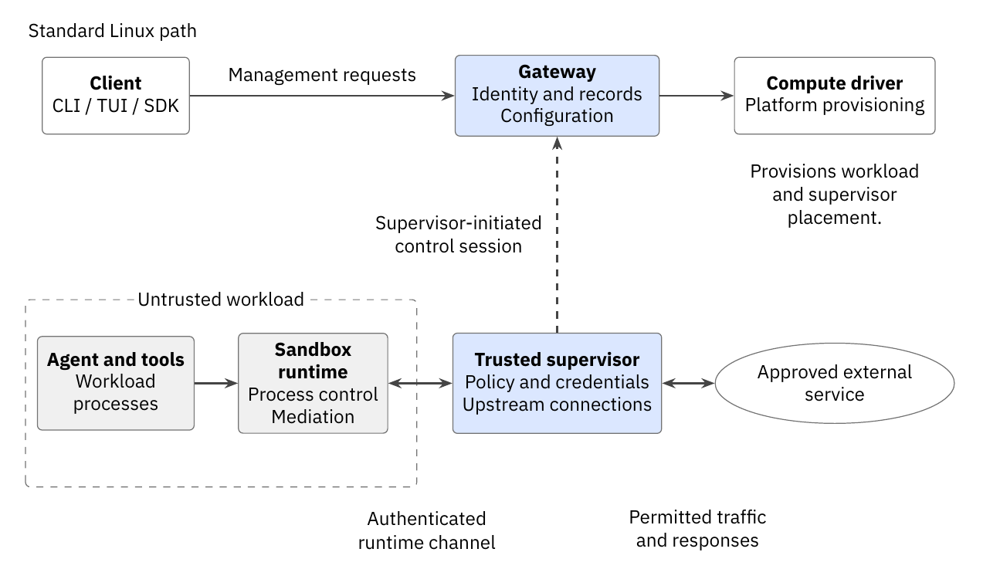 Standard Linux path
Client
CLI / TUI / SDK
Management requests
Gateway
Identity and records
Configuration
Compute driver
Platform provisioning
Provisions workload
and supervisor
placement.
Supervisor-initiated
control session
Untrusted workload
Agent and tools
Workload
processes
Sandbox
runtime
Process control
Mediation
Trusted supervisor
Policy and credentials
Upstream connections
Approved external
service
Authenticated
runtime channel
Permitted traffic
and responses